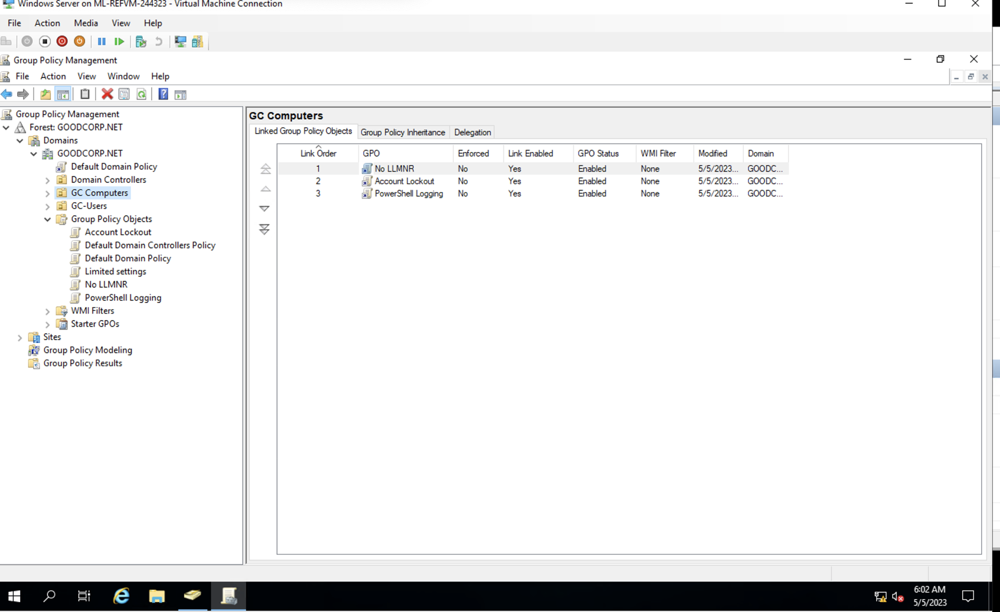 Windows Server on ML-REFVM-244323 - Virtual Machine Connection
File Action Media View Help
Group Policy Management
File Action View Window Help
Group Policy Management
Forest: GOODCORP.NET
Domains
GOODCORP.NET
Default Domain Policy
Domain Controllers
GC Computers
GC-Users
Group Policy Objects
Account Lockout
Default Domain Controllers Policy
Default Domain Policy
Limited settings
No LLMNR
PowerShell Logging
WMI Filters
Starter GPOs
Sites
Group Policy Modeling
Group Policy Results
GC Computers
Linked Group Policy Objects Group Policy Inheritance Delegation
Link Order GPO Enforced Link Enabled GPO Status WMI Filter Modified Domain
1 No LLMNR No Yes Enabled None 5/5/2023... GOODC...
2 Account Lockout No Yes Enabled None 5/5/2023... GOODC...
3 PowerShell Logging No Yes Enabled None 5/5/2023... GOODC...
6:02 AM
5/5/2023